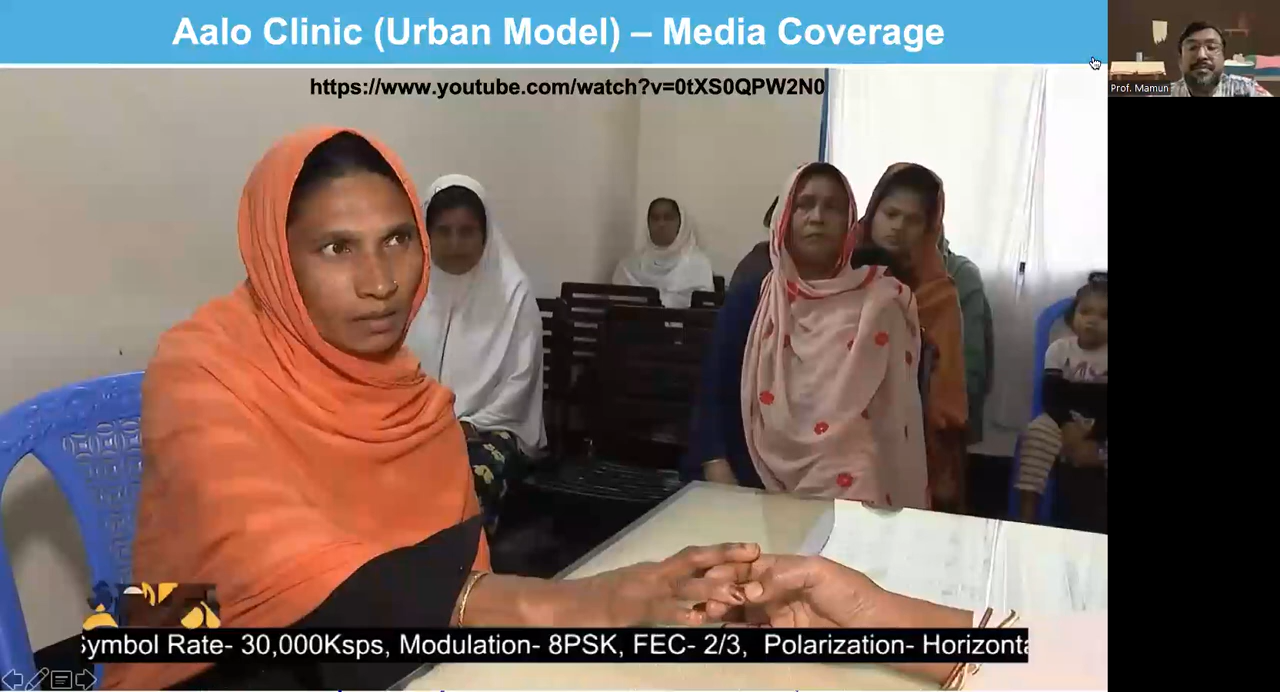 Aalo Clinic (Urban Model) – Media Coverage
https://www.youtube.com/watch?v=0tXS0QPW2N0
Prof. Mamun
Symbol Rate- 30,000Ksps, Modulation- 8PSK, FEC- 2/3, Polarization- Horizonta